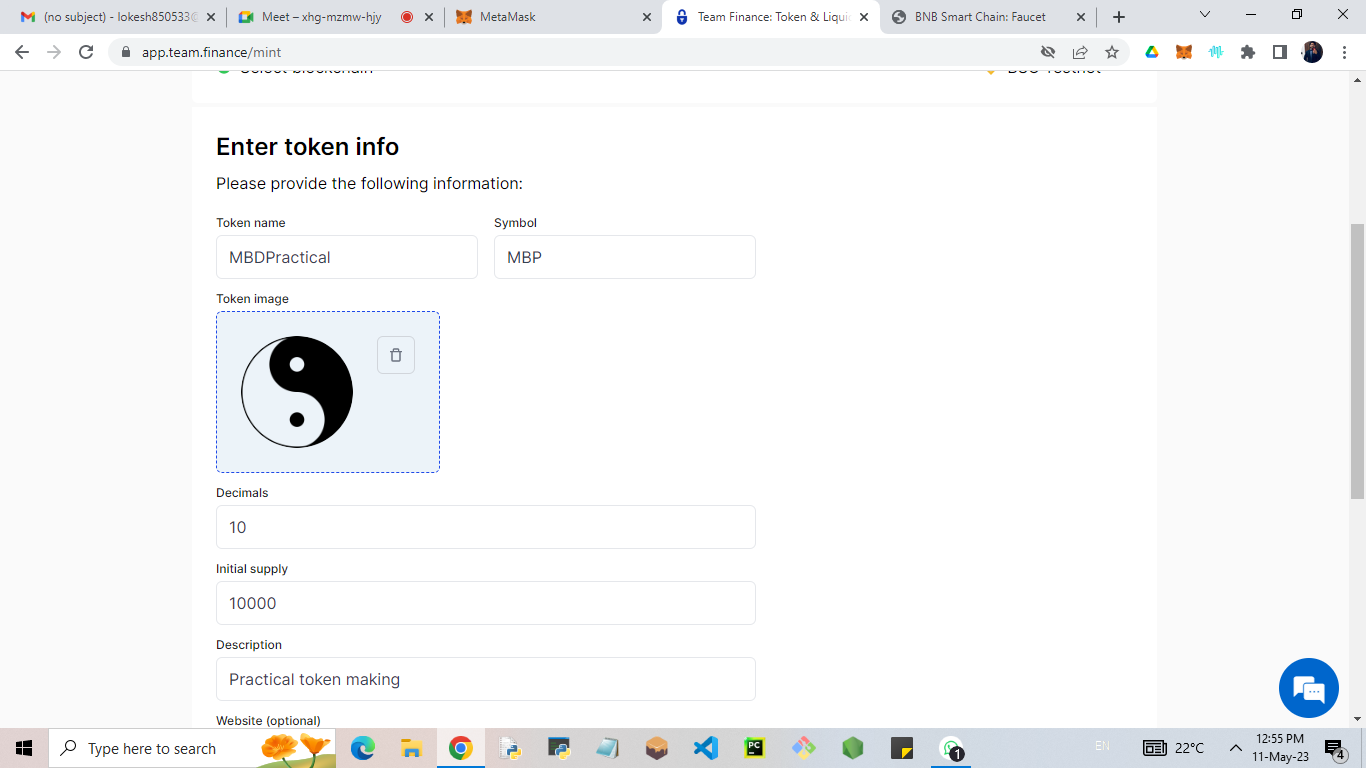 (no subject) - lokesh850533@
Meet – xhg-mzmw-hjy
MetaMask
Team Finance: Token & Liqui
BNB Smart Chain: Faucet
app.team.finance/mint
Select blockchain
BSC Testnet
Enter token info
Please provide the following information:
Token name
Symbol
MBDPractical
MBP
Token image
Decimals
10
Initial supply
10000
Description
Practical token making
Website (optional)
Type here to search
PC
1
EN
22°C
12:55 PM
11-May-23
4